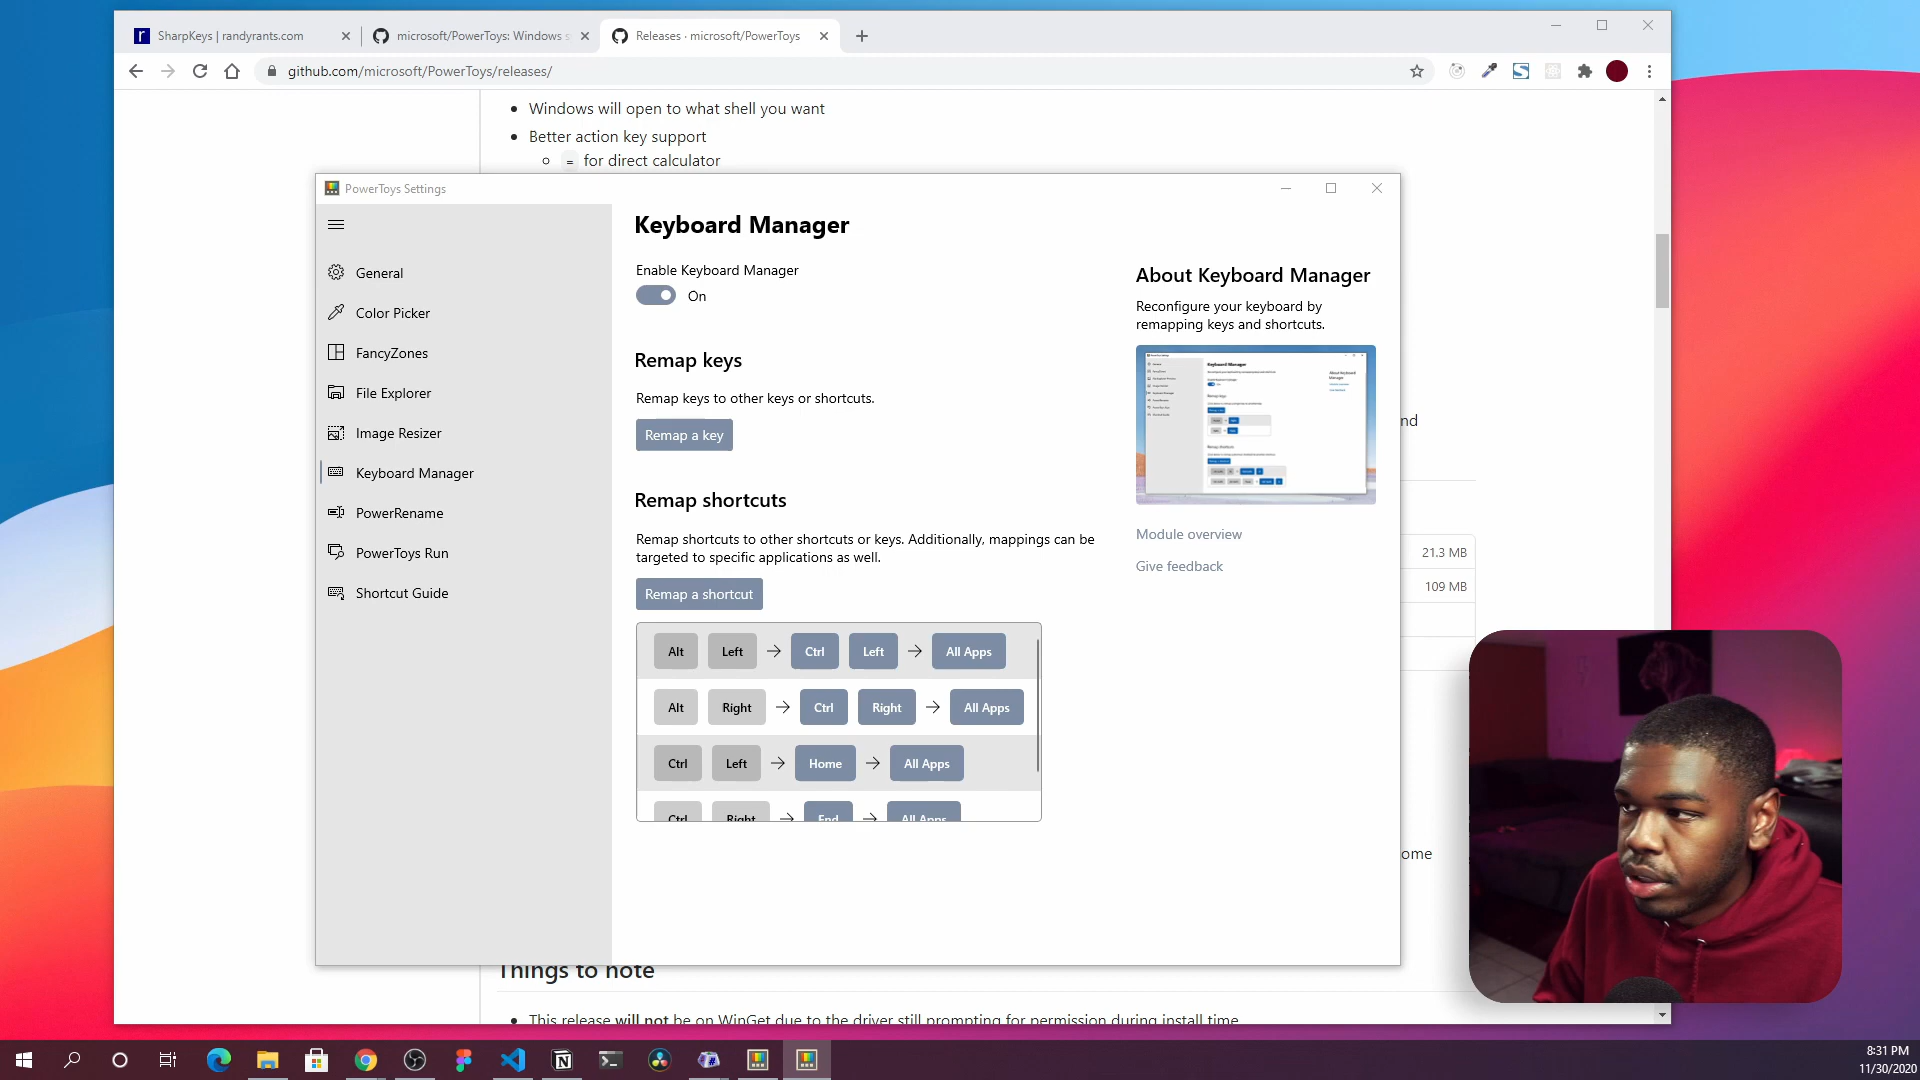 SharpKeys | randyrants.com
microsoft/PowerToys: Windows s
Releases · microsoft/PowerToys
github.com/microsoft/PowerToys/releases/
Windows will open to what shell you want
Better action key support
= for direct calculator
PowerToys Settings
General
Color Picker
FancyZones
File Explorer
Image Resizer
Keyboard Manager
PowerRename
PowerToys Run
Shortcut Guide
Keyboard Manager
Enable Keyboard Manager
On
Remap keys
Remap keys to other keys or shortcuts.
Remap a key
Remap shortcuts
Remap shortcuts to other shortcuts or keys. Additionally, mappings can be
targeted to specific applications as well.
Remap a shortcut
Alt Left → Ctrl Left → All Apps
Alt Right → Ctrl Right → All Apps
Ctrl Left → Home → All Apps
Ctrl Right → End → All Apps
About Keyboard Manager
Reconfigure your keyboard by
remapping keys and shortcuts.
Module overview
Give feedback
nd
21.3 MB
109 MB
ome
Things to note
This release will not be on WinGet due to the driver still prompting for permission during install time
8:31 PM
11/30/2020